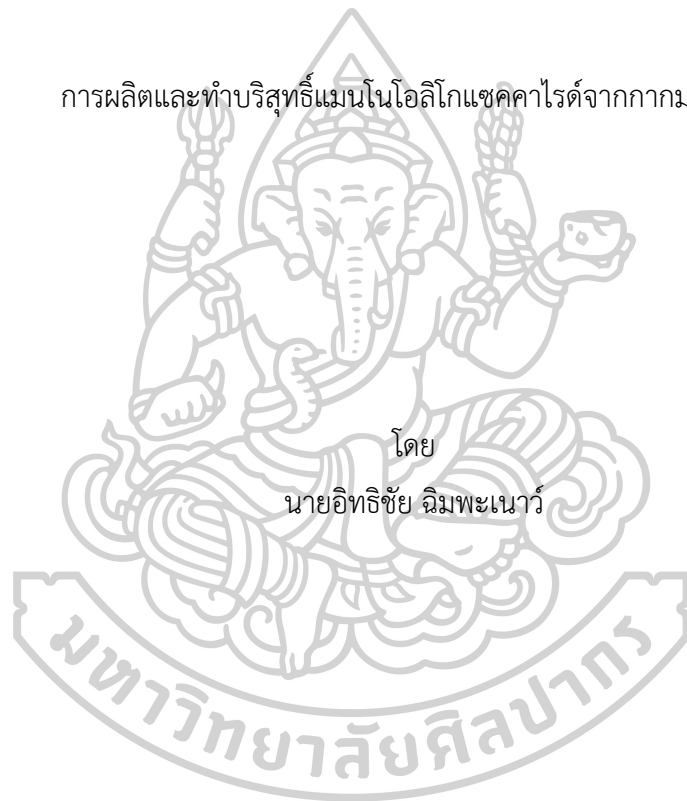 การผลิตและทำบริสุทธิ์แมนโนโอลิโกแซคคาไรด์จากกากม
โดย
นายอิทธิชัย ฉิมพะเนาว์
มหาวิทยาลัยศิลปากร